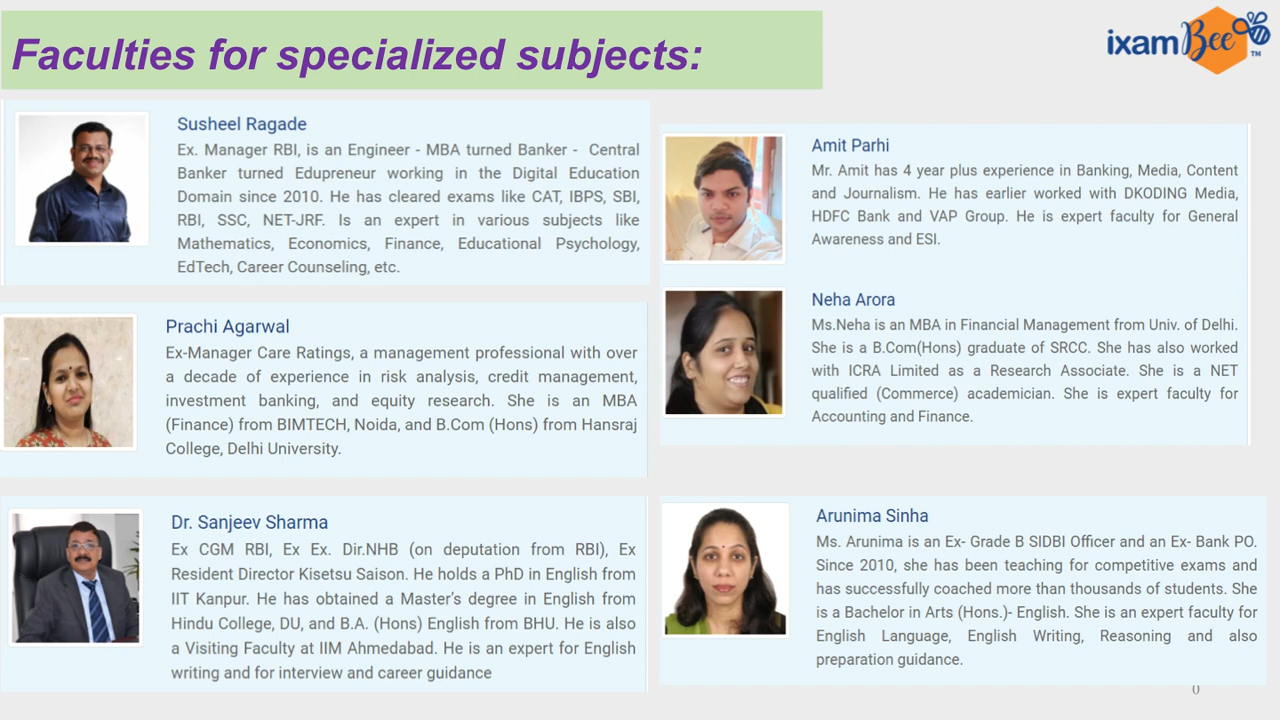 Faculties for specialized subjects:
ixamBee
TM
Susheel Ragade
Ex. Manager RBI, is an Engineer - MBA turned Banker - Central
Banker turned Edupreneur working in the Digital Education
Domain since 2010. He has cleared exams like CAT, IBPS, SBI,
RBI, SSC, NET-JRF. Is an expert in various subjects like
Mathematics, Economics, Finance, Educational Psychology,
EdTech, Career Counseling, etc.
Amit Parhi
Mr. Amit has 4 year plus experience in Banking, Media, Content
and Journalism. He has earlier worked with DKODING Media,
HDFC Bank and VAP Group. He is expert faculty for General
Awareness and ESI.
Prachi Agarwal
Ex-Manager Care Ratings, a management professional with over
a decade of experience in risk analysis, credit management,
investment banking, and equity research. She is an MBA
(Finance) from BIMTECH, Noida, and B.Com (Hons) from Hansraj
College, Delhi University.
Neha Arora
Ms.Neha is an MBA in Financial Management from Univ. of Delhi.
She is a B.Com(Hons) graduate of SRCC. She has also worked
with ICRA Limited as a Research Associate. She is a NET
qualified (Commerce) academician. She is expert faculty for
Accounting and Finance.
Dr. Sanjeev Sharma
Ex CGM RBI, Ex Ex. Dir.NHB (on deputation from RBI), Ex
Resident Director Kisetsu Saison. He holds a PhD in English from
IIT Kanpur. He has obtained a Master's degree in English from
Hindu College, DU, and B.A. (Hons) English from BHU. He is also
a Visiting Faculty at IIM Ahmedabad. He is an expert for English
writing and for interview and career guidance
Arunima Sinha
Ms. Arunima is an Ex- Grade B SIDBI Officer and an Ex- Bank PO.
Since 2010, she has been teaching for competitive exams and
has successfully coached more than thousands of students. She
is a Bachelor in Arts (Hons.)- English. She is an expert faculty for
English Language, English Writing, Reasoning and also
preparation guidance.
0